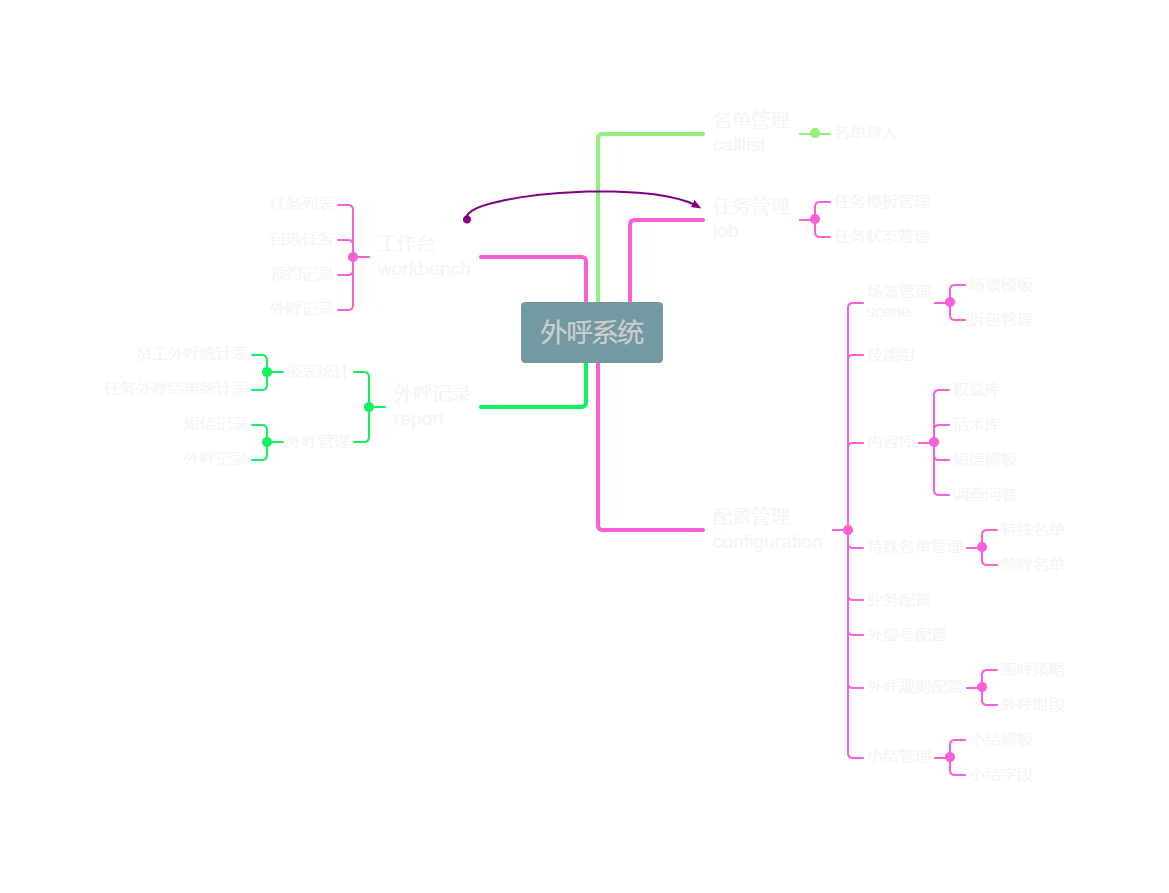 外呼系统
名单管理
calllist
名单导入
任务管理
job
任务模板管理
任务状态管理
配置管理
configuration
场景管理
scene
场景模板
拆包管理
技能组
内容库
权益库
话术库
短信模板
调查问卷
特殊名单管理
特殊名单
禁呼名单
业务配置
外显号配置
外呼规则配置
重呼策略
外呼时段
小结管理
小结模板
小结字段
工作台
workbench
任务列表
自选任务
预约记录
外呼记录
外呼记录
report
报表统计
员工外呼统计表
任务外呼结果统计表
外呼管理
短信记录
外呼记录